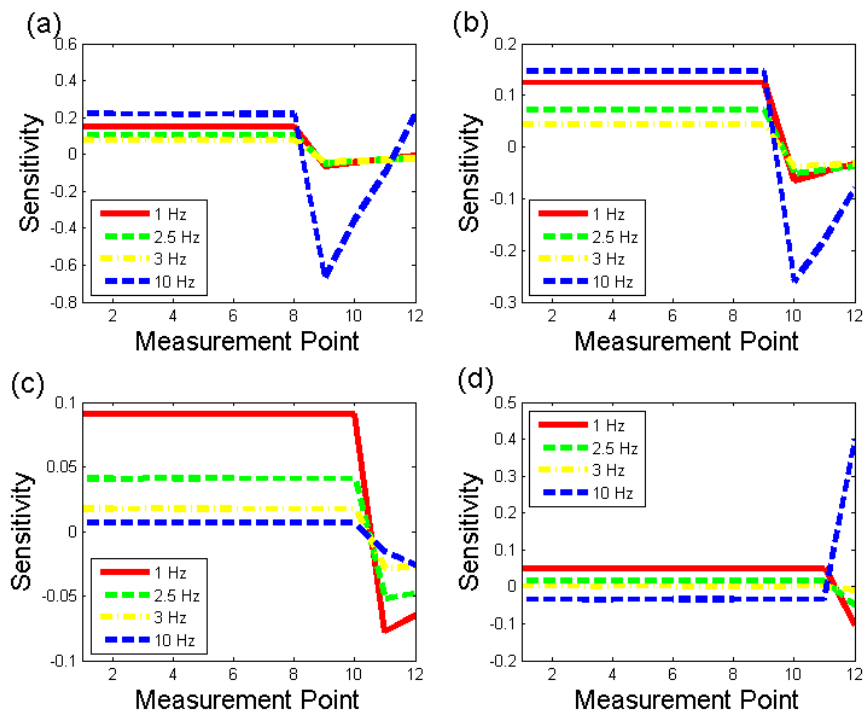 (a)
0.6
0.4
0.2
0
-0.2
-0.4
-0.6
-0.8
Sensitivity
1 Hz
2.5 Hz
3 Hz
10 Hz
2 4 6 8 10 12
Measurement Point
(b)
0.2
0.1
0
-0.1
-0.2
-0.3
Sensitivity
1 Hz
2.5 Hz
3 Hz
10 Hz
2 4 6 8 10 12
Measurement Point
(c)
0.1
0.05
0
-0.05
-0.1
Sensitivity
1 Hz
2.5 Hz
3 Hz
10 Hz
2 4 6 8 10 12
Measurement Point
(d)
0.5
0.4
0.3
0.2
0.1
0
-0.1
-0.2
Sensitivity
1 Hz
2.5 Hz
3 Hz
10 Hz
2 4 6 8 10 12
Measurement Point